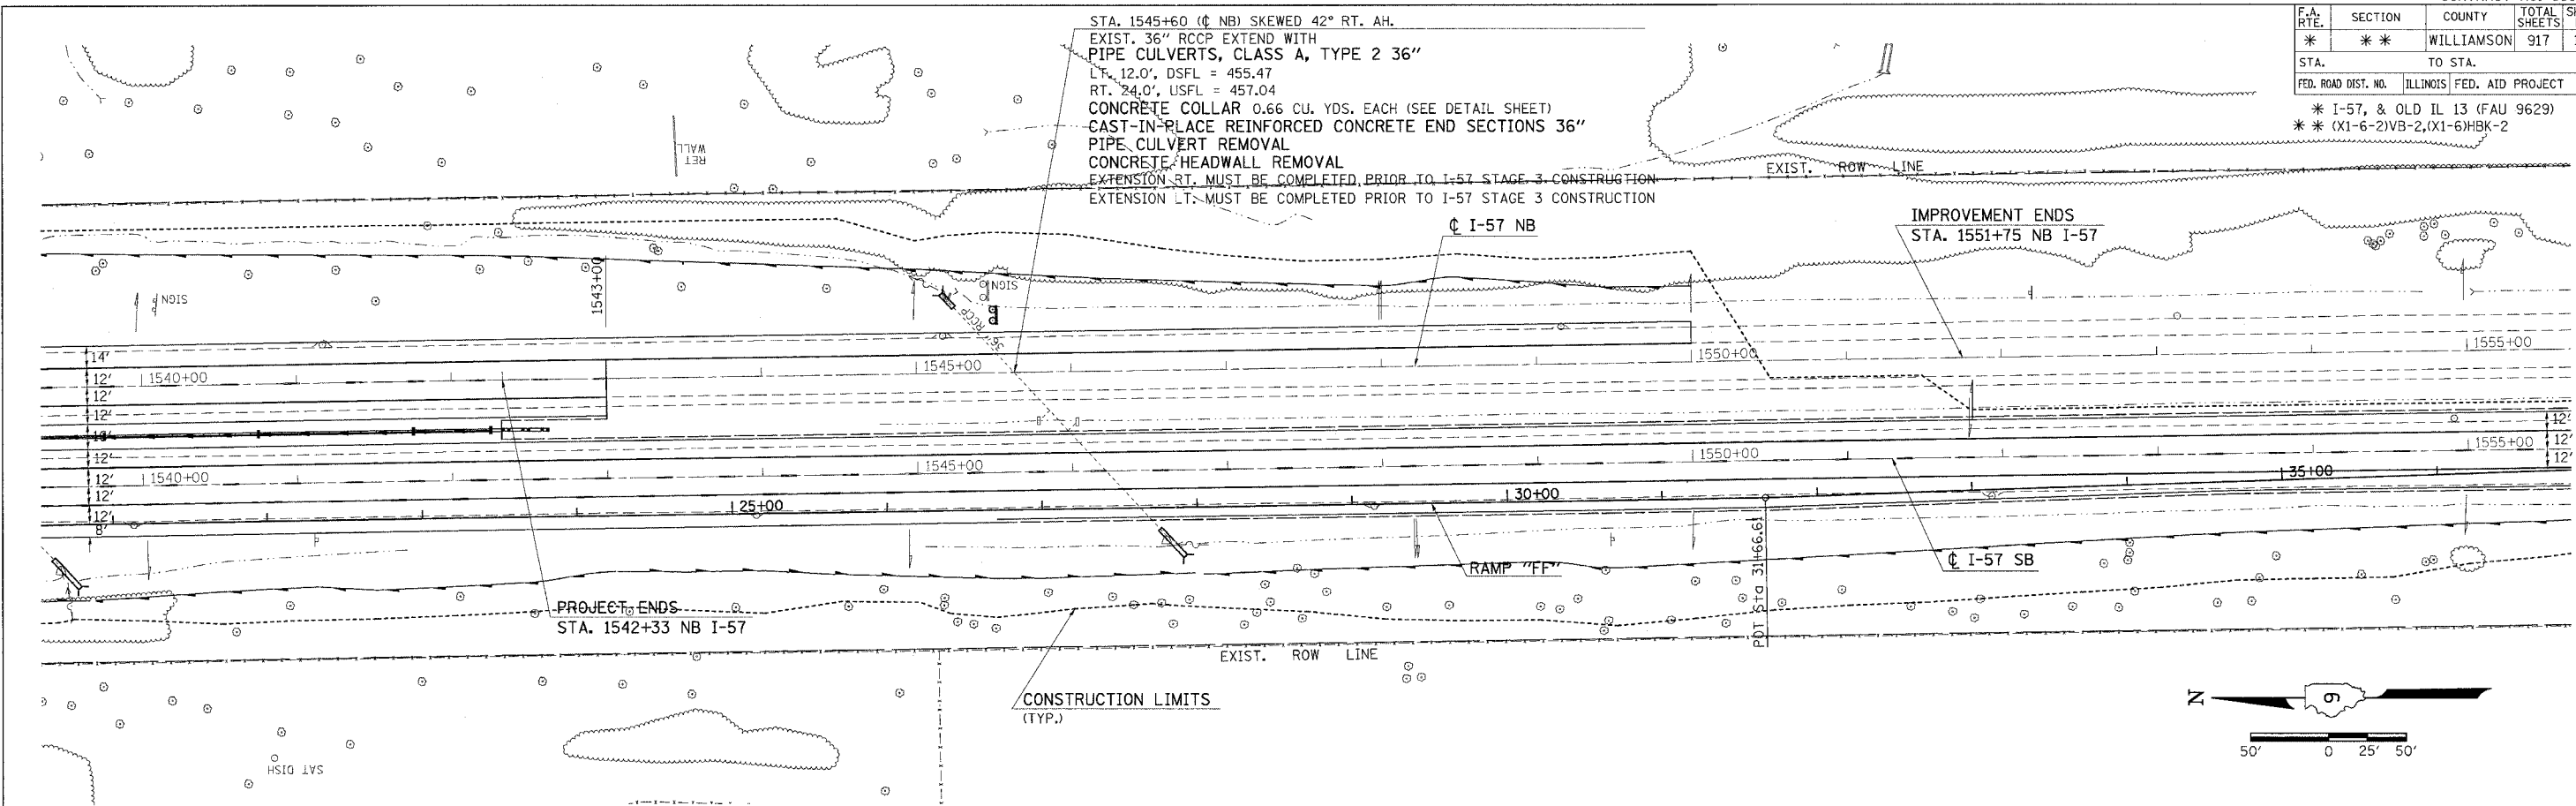 STA. 1545+60 (℄ NB) SKEWED 42° RT. AH.
EXIST. 36" RCCP EXTEND WITH
PIPE CULVERTS, CLASS A, TYPE 2 36"
LT. 12.0', DSFL = 455.47
RT. 24.0', USFL = 457.04
CONCRETE COLLAR 0.66 CU. YDS. EACH (SEE DETAIL SHEET)
CAST-IN-PLACE REINFORCED CONCRETE END SECTIONS 36"
PIPE CULVERT REMOVAL
CONCRETE HEADWALL REMOVAL
EXTENSION RT. MUST BE COMPLETED PRIOR TO I-57 STAGE 3 CONSTRUCTION
EXTENSION LT. MUST BE COMPLETED PRIOR TO I-57 STAGE 3 CONSTRUCTION
F.A. RTE. SECTION COUNTY TOTAL SHEETS
* * * WILLIAMSON 917
STA. TO STA.
FED. ROAD DIST. NO. ILLINOIS FED. AID PROJECT
* I-57, & OLD IL 13 (FAU 9629)
* * (X1-6-2)VB-2,(X1-6)HBK-2
RET WALL
EXIST. ROW LINE
℄ I-57 NB
IMPROVEMENT ENDS
STA. 1551+75 NB I-57
SIGN
1543+00
SIGN
36" RCCP
14'
12'
12'
12'
12'
12'
12'
12'
8'
1540+00
1545+00
1550+00
1555+00
1540+00
1545+00
1550+00
1555+00
12'
12'
12'
25+00
30+00
35+00
POT Sta 31+66.61
RAMP "FF"
℄ I-57 SB
PROJECT ENDS
STA. 1542+33 NB I-57
EXIST. ROW LINE
CONSTRUCTION LIMITS
(TYP.)
SAT DISH
N
9
50' 0 25' 50'